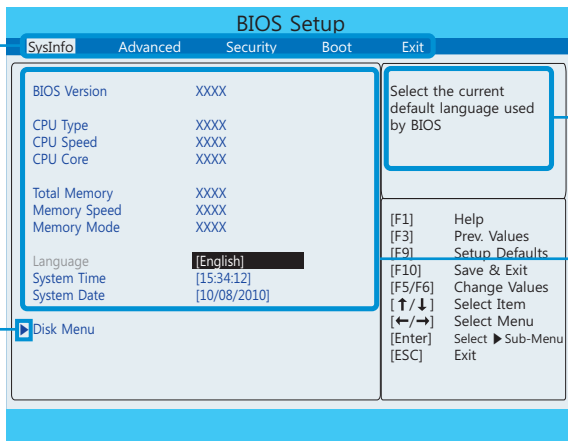 BIOS Setup
SysInfo Advanced Security Boot Exit
BIOS Version XXXX
CPU Type XXXX
CPU Speed XXXX
CPU Core XXXX
Total Memory XXXX
Memory Speed XXXX
Memory Mode XXXX
Language [English]
System Time [15:34:12]
System Date [10/08/2010]
▶Disk Menu
Select the current
default language used
by BIOS
[F1] Help
[F3] Prev. Values
[F9] Setup Defaults
[F10] Save & Exit
[F5/F6] Change Values
[↑/↓] Select Item
[←/→] Select Menu
[Enter] Select ▶Sub-Menu
[ESC] Exit